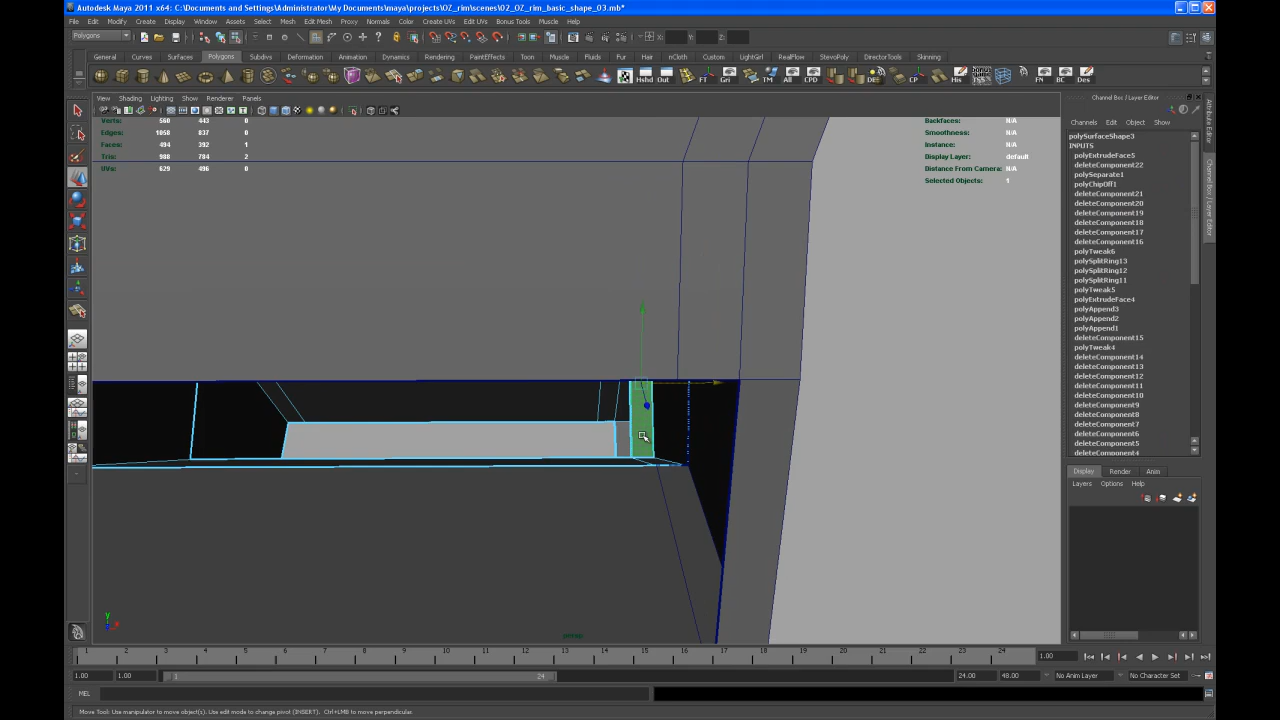 Autodesk Maya 2011 x64: C:\Documents and Settings\Administrator\My Documents\maya\projects\OZ_rim\scenes\02_OZ_rim_basic_shape_03.mb*
File Edit Modify Create Display Window Assets Select Mesh Edit Mesh Proxy Normals Color Create UVs Edit UVs Bonus Tools Muscle Help
Polygons
General Curves Surfaces Polygons Subdivs Deformation Animation Dynamics Rendering PaintEffects Toon Muscle Fluids Fur Hair nCloth Custom LightGirl RealFlow StevoPoly DirectorTools Skinning
View Shading Lighting Show Renderer Panels
Verts: 560 443 0
Edges: 1058 837 0
Faces: 494 392 1
Tris: 988 784 2
UVs: 629 496 0
Backfaces: N/A
Smoothness: N/A
Instance: N/A
Display Layer: default
Distance From Camera: N/A
Selected Objects: 1
persp
Channel Box / Layer Editor
Channels Edit Object Show
polySurfaceShape3
INPUTS
polyExtrudeFace5
deleteComponent22
polySeparate1
polyChipOff1
deleteComponent21
deleteComponent20
deleteComponent19
deleteComponent18
deleteComponent17
deleteComponent16
polyTweak6
polySplitRing13
polySplitRing12
polySplitRing11
polyTweak5
polyExtrudeFace4
polyAppend3
polyAppend2
polyAppend1
deleteComponent15
polyTweak4
deleteComponent14
deleteComponent13
deleteComponent12
deleteComponent11
deleteComponent10
deleteComponent9
deleteComponent8
deleteComponent7
deleteComponent6
deleteComponent5
deleteComponent4
Display Render Anim
Layers Options Help
Attribute Editor
Channel Box / Layer Editor
1 2 3 4 5 6 7 8 9 10 11 12 13 14 15 16 17 18 19 20 21 22 23 24
1.00
1.00 1.00 1 24 24.00 48.00 No Anim Layer No Character Set
MEL
Move Tool: Use manipulator to move object(s). Use edit mode to change pivot (INSERT). Ctrl+LMB to move perpendicular.